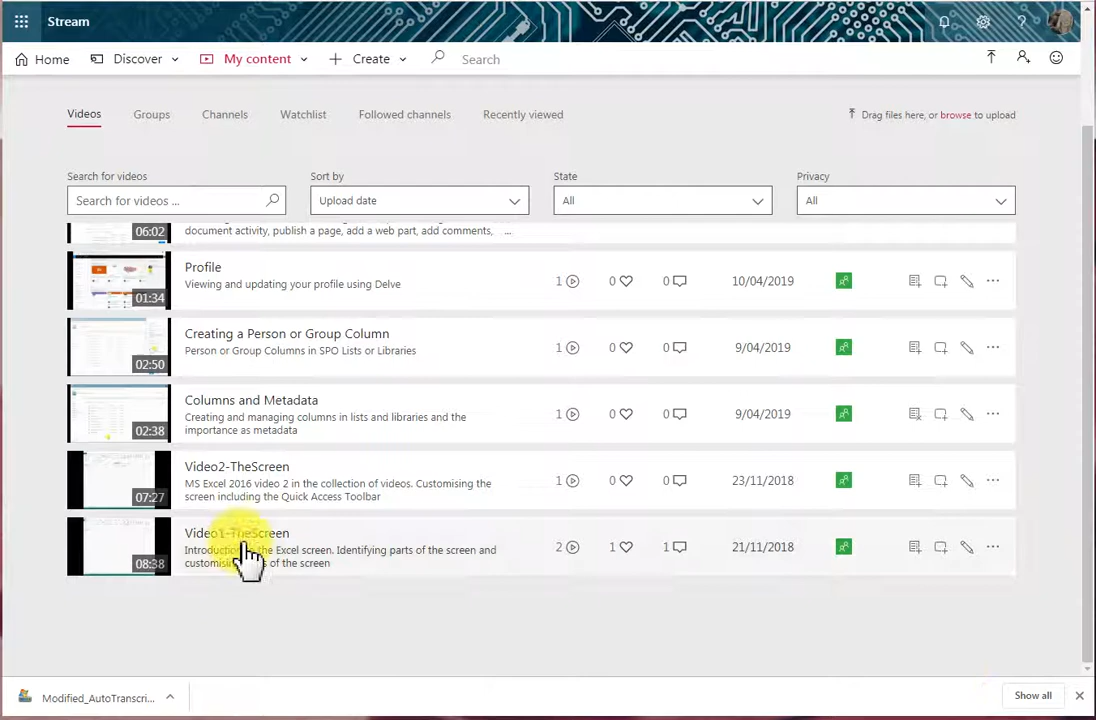 Stream
Home
Discover
My content
Create
Search
Videos
Groups
Channels
Watchlist
Followed channels
Recently viewed
Drag files here, or browse to upload
Search for videos
Sort by
State
Privacy
Search for videos ...
Upload date
All
All
06:02
document activity, publish a page, add a web part, add comments, ...
01:34
Profile
Viewing and updating your profile using Delve
1
0
0
10/04/2019
02:50
Creating a Person or Group Column
Person or Group Columns in SPO Lists or Libraries
1
0
0
9/04/2019
02:38
Columns and Metadata
Creating and managing columns in lists and libraries and the
importance as metadata
1
0
0
9/04/2019
07:27
Video2-TheScreen
MS Excel 2016 video 2 in the collection of videos. Customising the
screen including the Quick Access Toolbar
1
0
0
23/11/2018
08:38
Video1-TheScreen
Introduction the Excel screen. Identifying parts of the screen and
of the screen
2
1
1
21/11/2018
Modified_AutoTranscri...
Show all